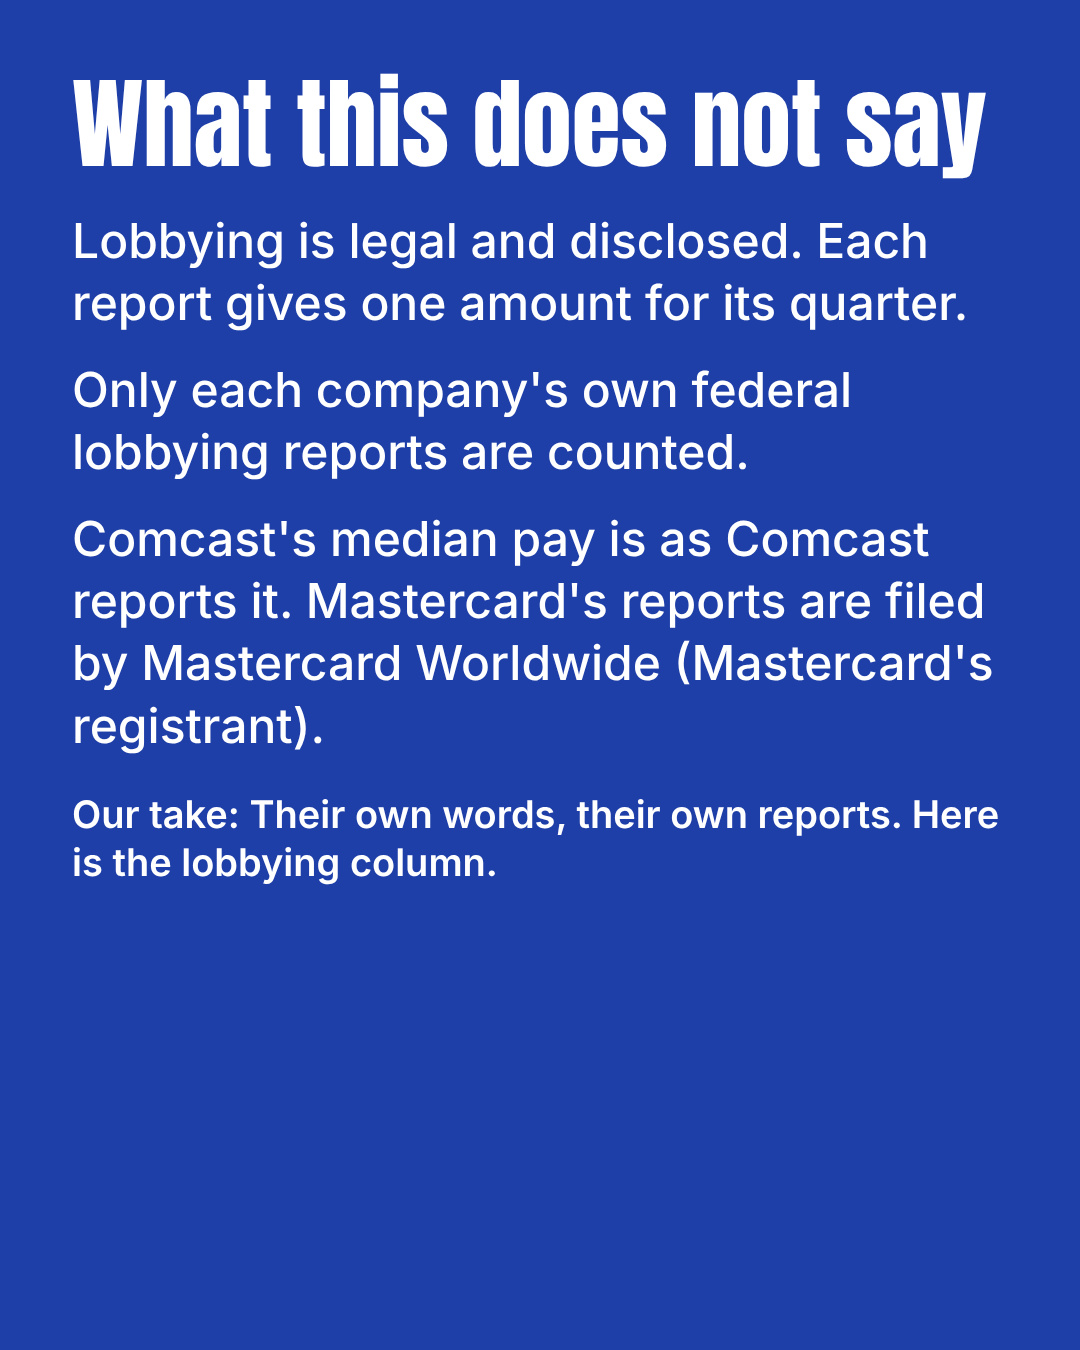 What this does not say
Lobbying is legal and disclosed. Each
report gives one amount for its quarter.
Only each company's own federal
lobbying reports are counted.
Comcast's median pay is as Comcast
reports it. Mastercard's reports are filed
by Mastercard Worldwide (Mastercard's
registrant).
Our take: Their own words, their own reports. Here
is the lobbying column.